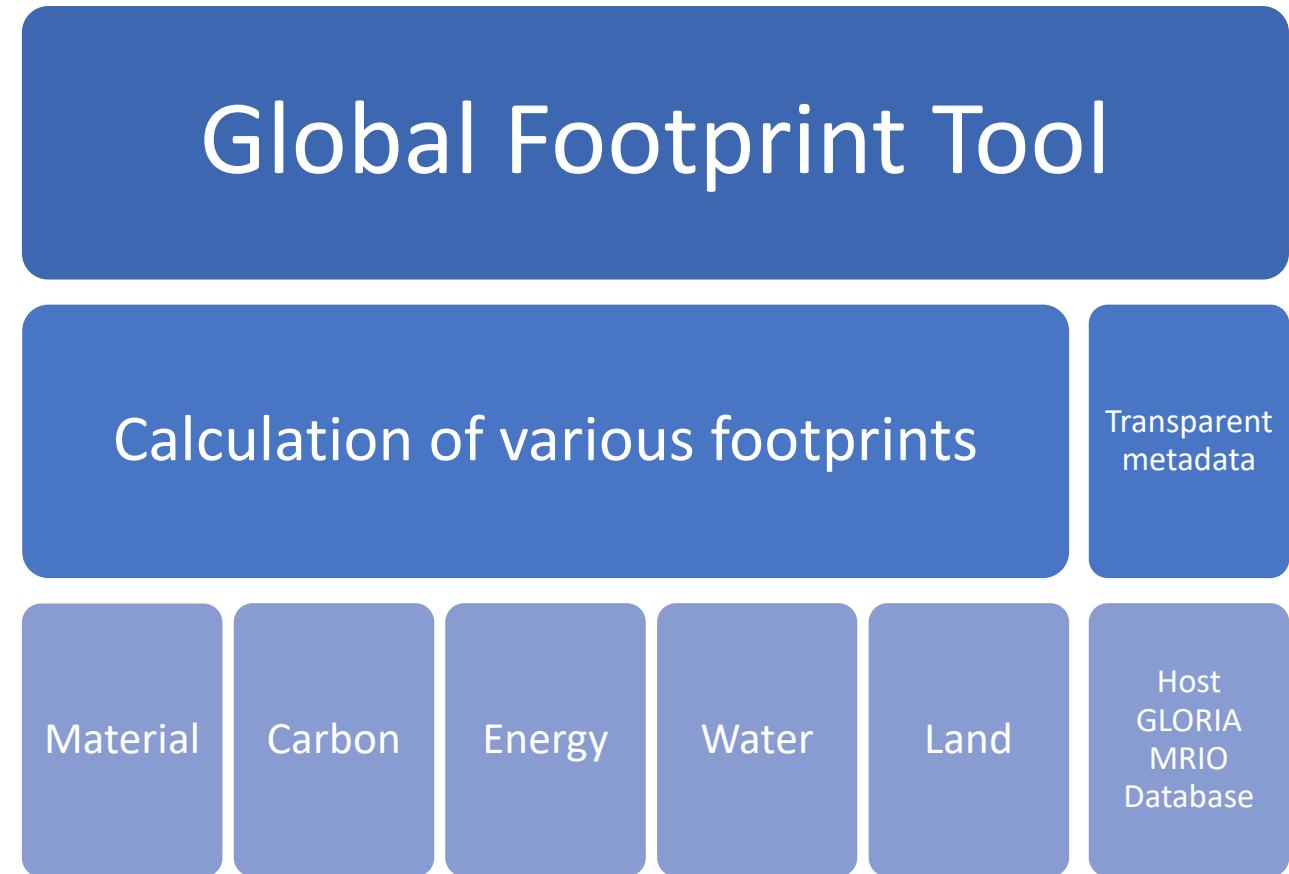 Global Footprint Tool
Calculation of various footprints
Transparent
metadata
Material
Carbon
Energy
Water
Land
Host
GLORIA
MRIO
Database